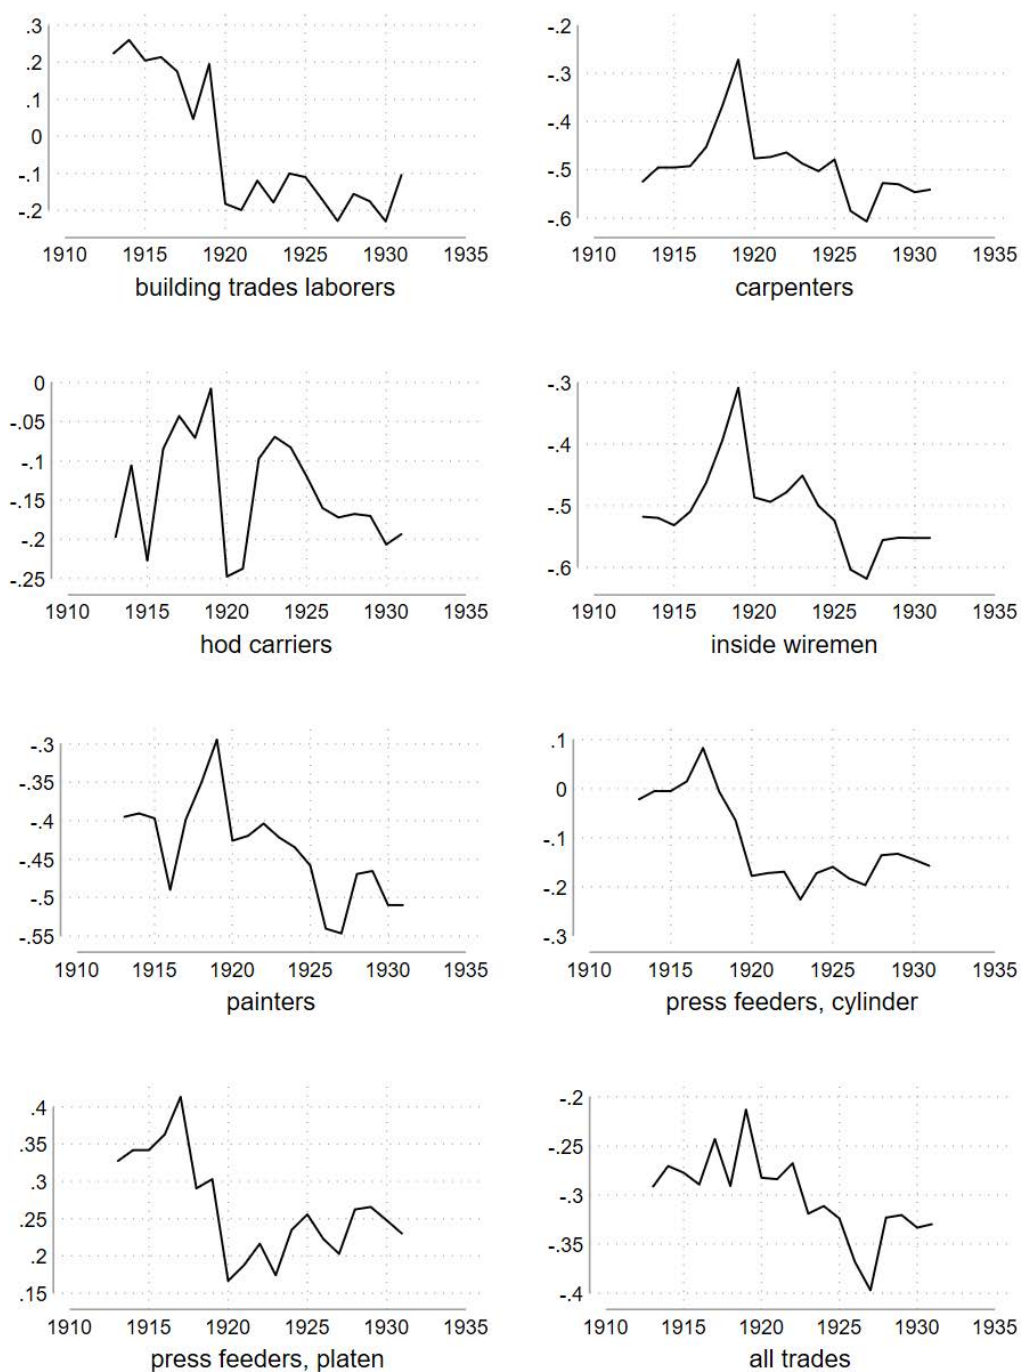 .3
.2
.1
0
-.1
-.2
1910 1915 1920 1925 1930 1935
building trades laborers
-.2
-.3
-.4
-.5
-.6
1910 1915 1920 1925 1930 1935
carpenters
0
-.05
-.1
-.15
-.2
-.25
1910 1915 1920 1925 1930 1935
hod carriers
-.3
-.4
-.5
-.6
1910 1915 1920 1925 1930 1935
inside wiremen
-.3
-.35
-.4
-.45
-.5
-.55
1910 1915 1920 1925 1930 1935
painters
.1
0
-.1
-.2
-.3
1910 1915 1920 1925 1930 1935
press feeders, cylinder
.4
.35
.3
.25
.2
.15
1910 1915 1920 1925 1930 1935
press feeders, platen
-.2
-.25
-.3
-.35
-.4
1910 1915 1920 1925 1930 1935
all trades